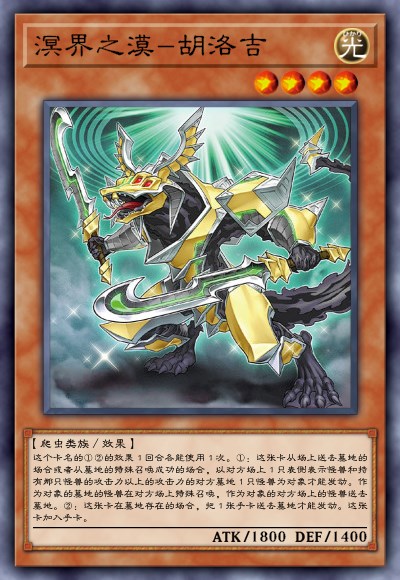 溟界之漠-胡洛吉
ひかり
光
【爬虫类族/效果】
这个卡名的①②的效果1回合各能使用1次。①：这张卡从场上送去墓地的
场合或者从墓地的特殊召唤成功的场合，以对方场上1只表侧表示怪兽和持
有那只怪兽的攻击力以上的攻击力的对方墓地1只怪兽为对象才能发动。作
为对象的墓地的怪兽在对方场上特殊召唤，作为对象的场上的怪兽送去
墓地。②：这张卡在墓地存在的场合，把1张手卡送去墓地才能发动。这张
卡加入手卡。
ATK/1800 DEF/1400